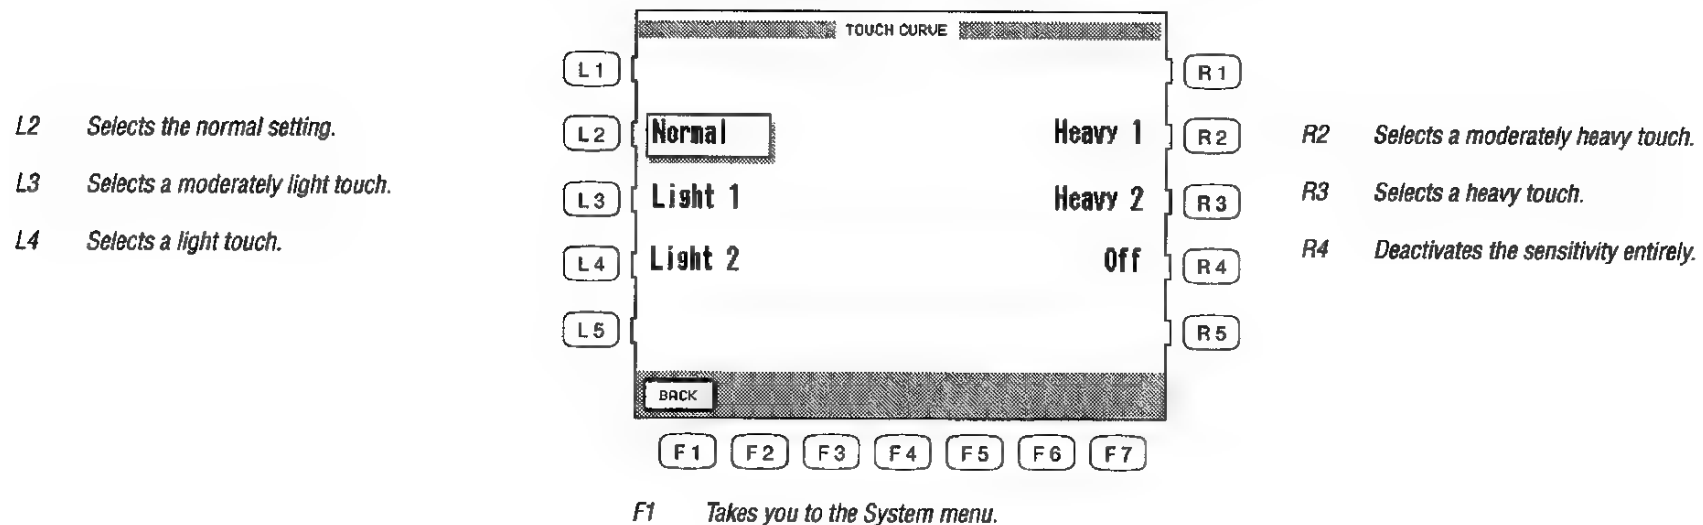 TOUCH CURVE
L1
R1
L2 Selects the normal setting.
L2
Normal
Heavy 1
R2
R2 Selects a moderately heavy touch.
L3 Selects a moderately light touch.
L3
Light 1
Heavy 2
R3
R3 Selects a heavy touch.
L4 Selects a light touch.
L4
Light 2
Off
R4
R4 Deactivates the sensitivity entirely.
L5
R5
BACK
F1 F2 F3 F4 F5 F6 F7
F1 Takes you to the System menu.